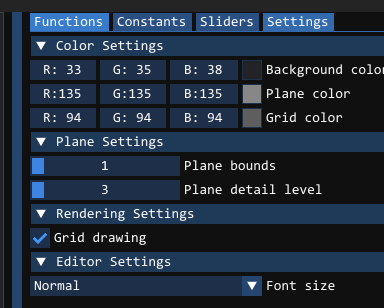 Functions Constants Sliders Settings
▼ Color Settings
R: 33 G: 35 B: 38 Background color
R:135 G:135 B:135 Plane color
R: 94 G: 94 B: 94 Grid color
▼ Plane Settings
1 Plane bounds
3 Plane detail level
▼ Rendering Settings
Grid drawing
▼ Editor Settings
Normal ▼ Font size